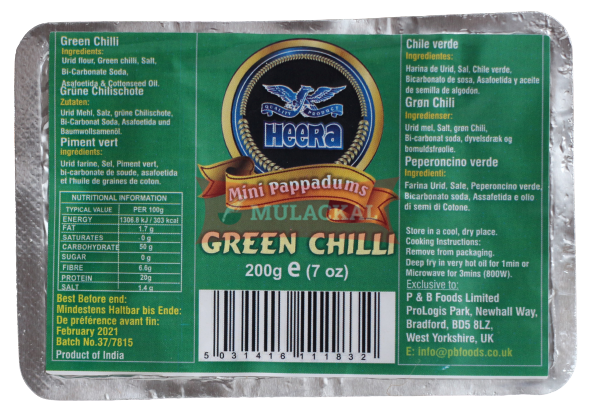 Green Chilli
Ingredients:
Urid flour, Green chilli, Salt,
Bi-Carbonate Soda,
Asafoetida & Cottenseed Oil.
Grüne Chilischote
Zutaten:
Urid Mehl, Salz, grüne Chilischote,
Bi-Carbonat Soda, Asafoetida und
Baumwollsamenöl.
Piment vert
ingrédients:
Urid farine, Sel, Piment vert,
bi-carbonate de soude, asafoetida
et l'huile de graines de coton.
NUTRITIONAL INFORMATION
TYPICAL VALUE PER 100g
ENERGY 1306.8 kJ / 303 kcal
FAT 1.7 g
SATURATES 0 g
CARBOHYDRATE 50 g
SUGAR 0 g
FIBRE 6.6g
PROTEIN 20g
SALT 1.4 g
Best Before end:
Mindestens Haltbar bis Ende:
De préférence avant fin:
February 2021
Batch No.37/7815
Product of India
QUALITY PRODUCT
HEERA
Mini Pappadums
MULACKAL
GREEN CHILLI
200g e (7 oz)
5 031416 111832
Chile verde
Ingredientes:
Harina de Urid, Sal, Chile verde,
Bicarbonato de sosa, Asafoetida y aceite
de semilla de algodon.
Grøn Chili
Ingredienser:
Urid mel, Salt, grøn Chili,
Bi-carbonat soda, dyvelsdræk og
bomuldsfrøolie.
Peperoncino verde
Ingredienti:
Farina Urid, Sale, Peperoncino verde,
Bicarbonato soda, Assafetida e olio
di semi di Cotone.
Store in a cool, dry place.
Cooking Instructions:
Remove from packaging.
Deep fry in very hot oil for 1min or
Microwave for 3mins (800W).
Exclusive to:
P & B Foods Limited
ProLogis Park, Newhall Way,
Bradford, BD5 8LZ,
West Yorkshire, UK
E: info@pbfoods.co.uk